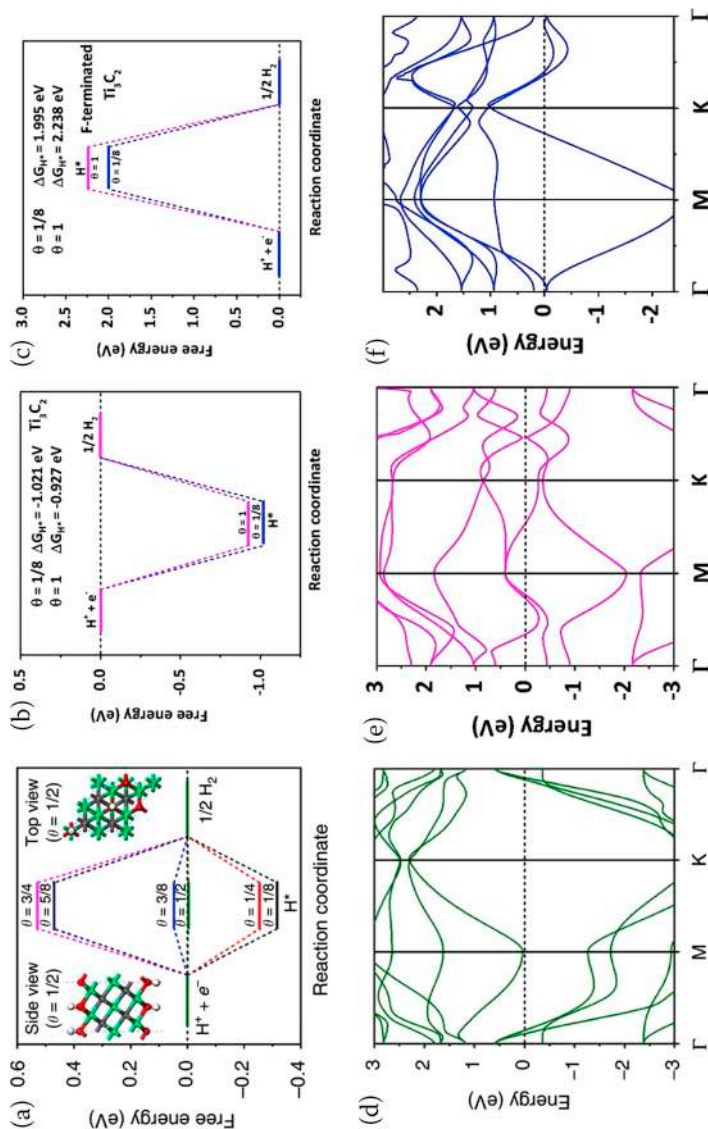 (a)
0.6
0.4
0.2
0.0
−0.2
−0.4
Free energy (eV)
Side view
(θ = 1/2)
Top view
(θ = 1/2)
θ = 3/4
θ = 5/8
θ = 3/8
θ = 1/2
θ = 1/4
θ = 1/8
H⁺ + e⁻
1/2 H₂
H*
Reaction coordinate
(b)
0.5
0.0
-0.5
-1.0
Free energy (eV)
θ = 1/8 ΔG_H* = -1.021 eV
θ = 1 ΔG_H* = -0.927 eV
Ti₃C₂
H⁺ + e⁻
1/2 H₂
θ = 1
θ = 1/8
H*
Reaction coordinate
(c)
3.0
2.5
2.0
1.5
1.0
0.5
0.0
Free energy (eV)
θ = 1/8 ΔG_H* = 1.995 eV
θ = 1 ΔG_H* = 2.238 eV
H*
θ = 1
θ = 1/8
F-terminated
Ti₃C₂
H⁺ + e⁻
1/2 H₂
Reaction coordinate
(d)
3
2
1
0
−1
−2
−3
Energy (eV)
Γ M K Γ
(e)
3
2
1
0
-1
-2
-3
Energy (eV)
Γ M K Γ
(f)
2
1
0
-1
-2
Energy (eV)
Γ M K Γ